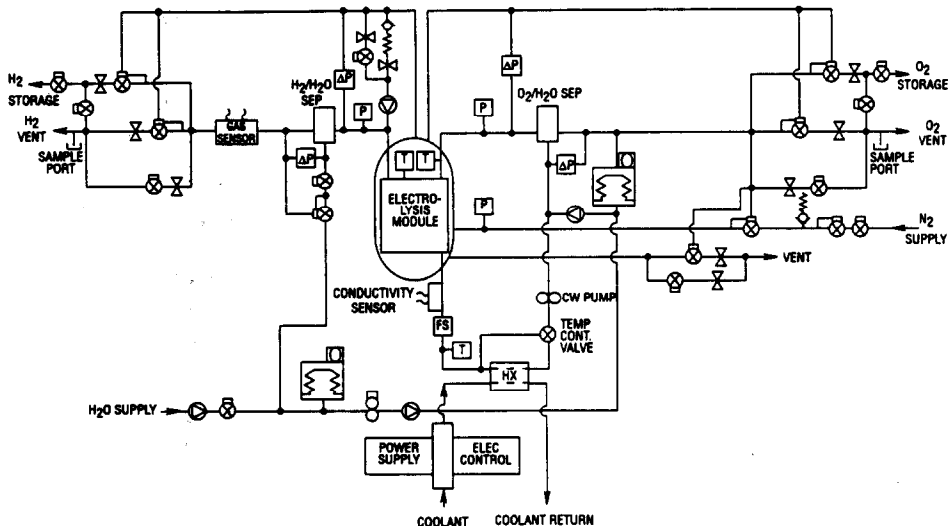 H2
STORAGE
H2
VENT
SAMPLE
PORT
GAS
SENSOR
ΔP
H2/H2O
SEP
ΔP
P
T
T
ELECTRO-
LYSIS
MODULE
P
ΔP
O2/H2O SEP
ΔP
P
O2
STORAGE
O2
VENT
SAMPLE
PORT
N2
SUPPLY
VENT
CONDUCTIVITY
SENSOR
FS
T
CW PUMP
TEMP
CONT.
VALVE
HX
H2O SUPPLY
POWER
SUPPLY
ELEC
CONTROL
COOLANT
COOLANT RETURN